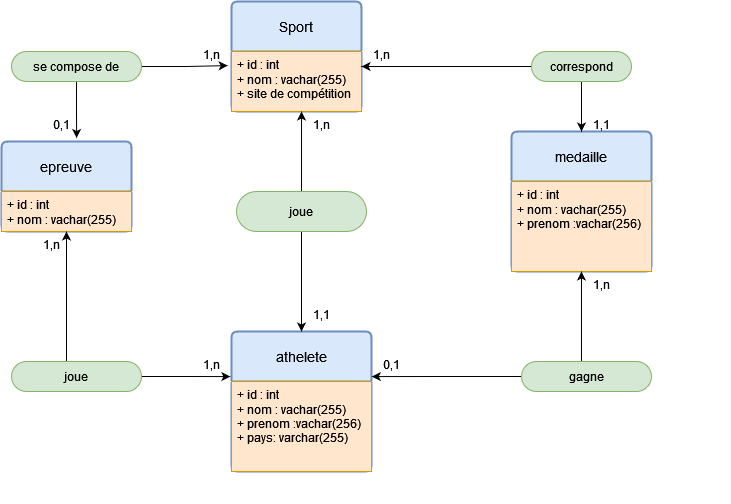 Sport
+ id : int
+ nom : vachar(255)
+ site de compétition
se compose de
1,n
1,n
correspond
0,1
1,n
1,1
epreuve
+ id : int
+ nom : vachar(255)
medaille
+ id : int
+ nom : vachar(255)
+ prenom :vachar(256)
joue
1,n
1,n
1,1
joue
1,n
athelete
+ id : int
+ nom : vachar(255)
+ prenom :vachar(256)
+ pays: varchar(255)
0,1
gagne